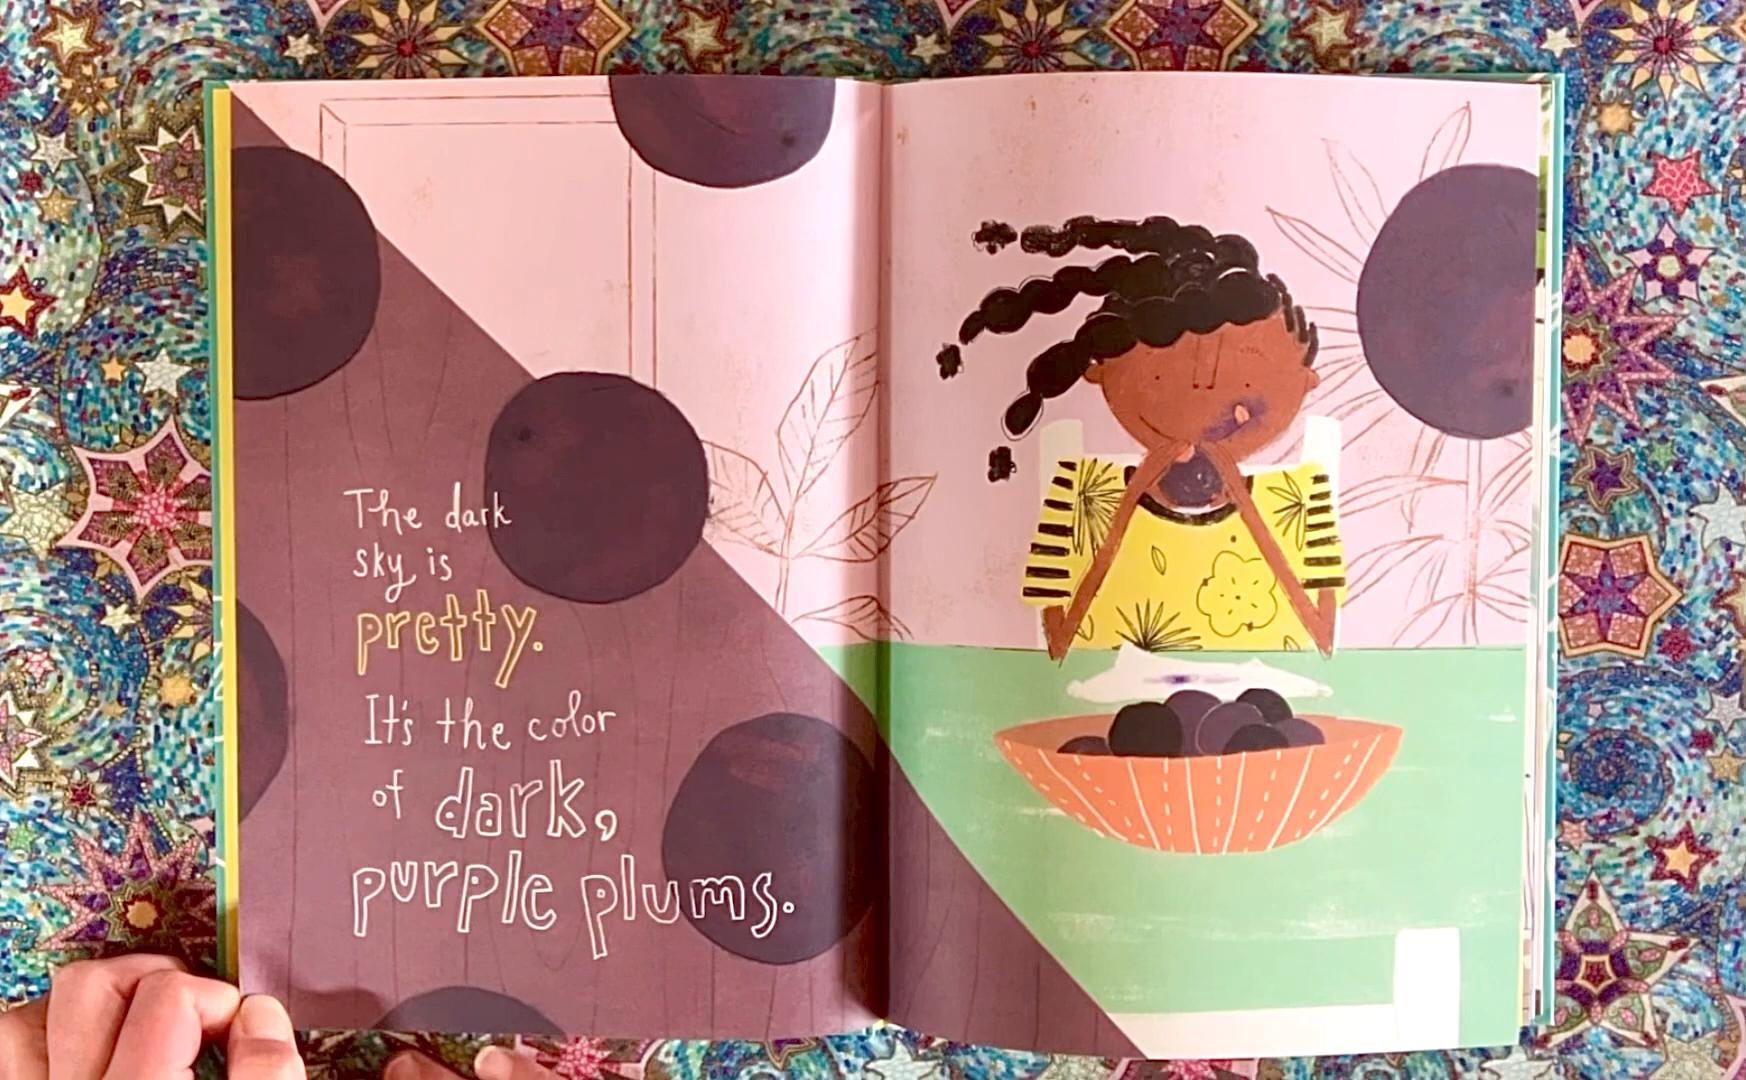 The dark
sky is
pretty.
It's the color
of dark,
purple plums.